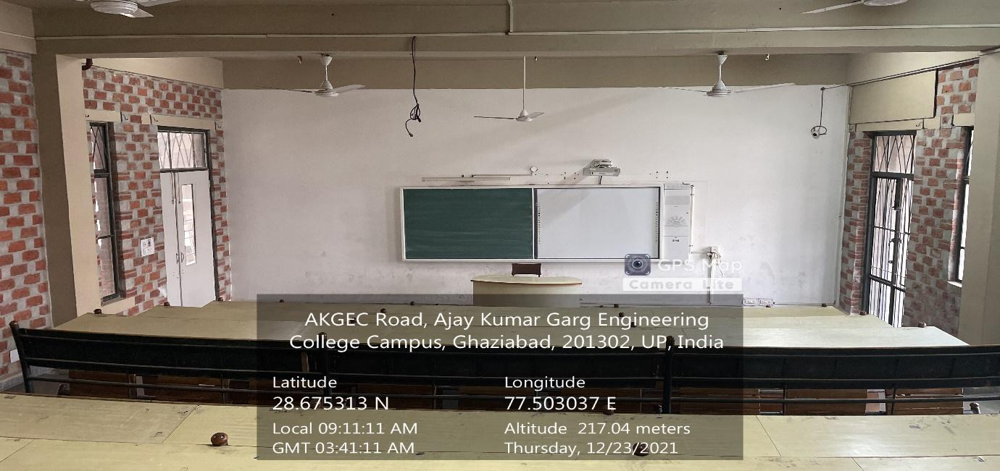 GPS Map
Camera Lite
AKGEC Road, Ajay Kumar Garg Engineering
College Campus, Ghaziabad, 201302, UP, India
Latitude
28.675313 N
Longitude
77.503037 E
Local 09:11:11 AM
GMT 03:41:11 AM
Altitude 217.04 meters
Thursday, 12/23/2021